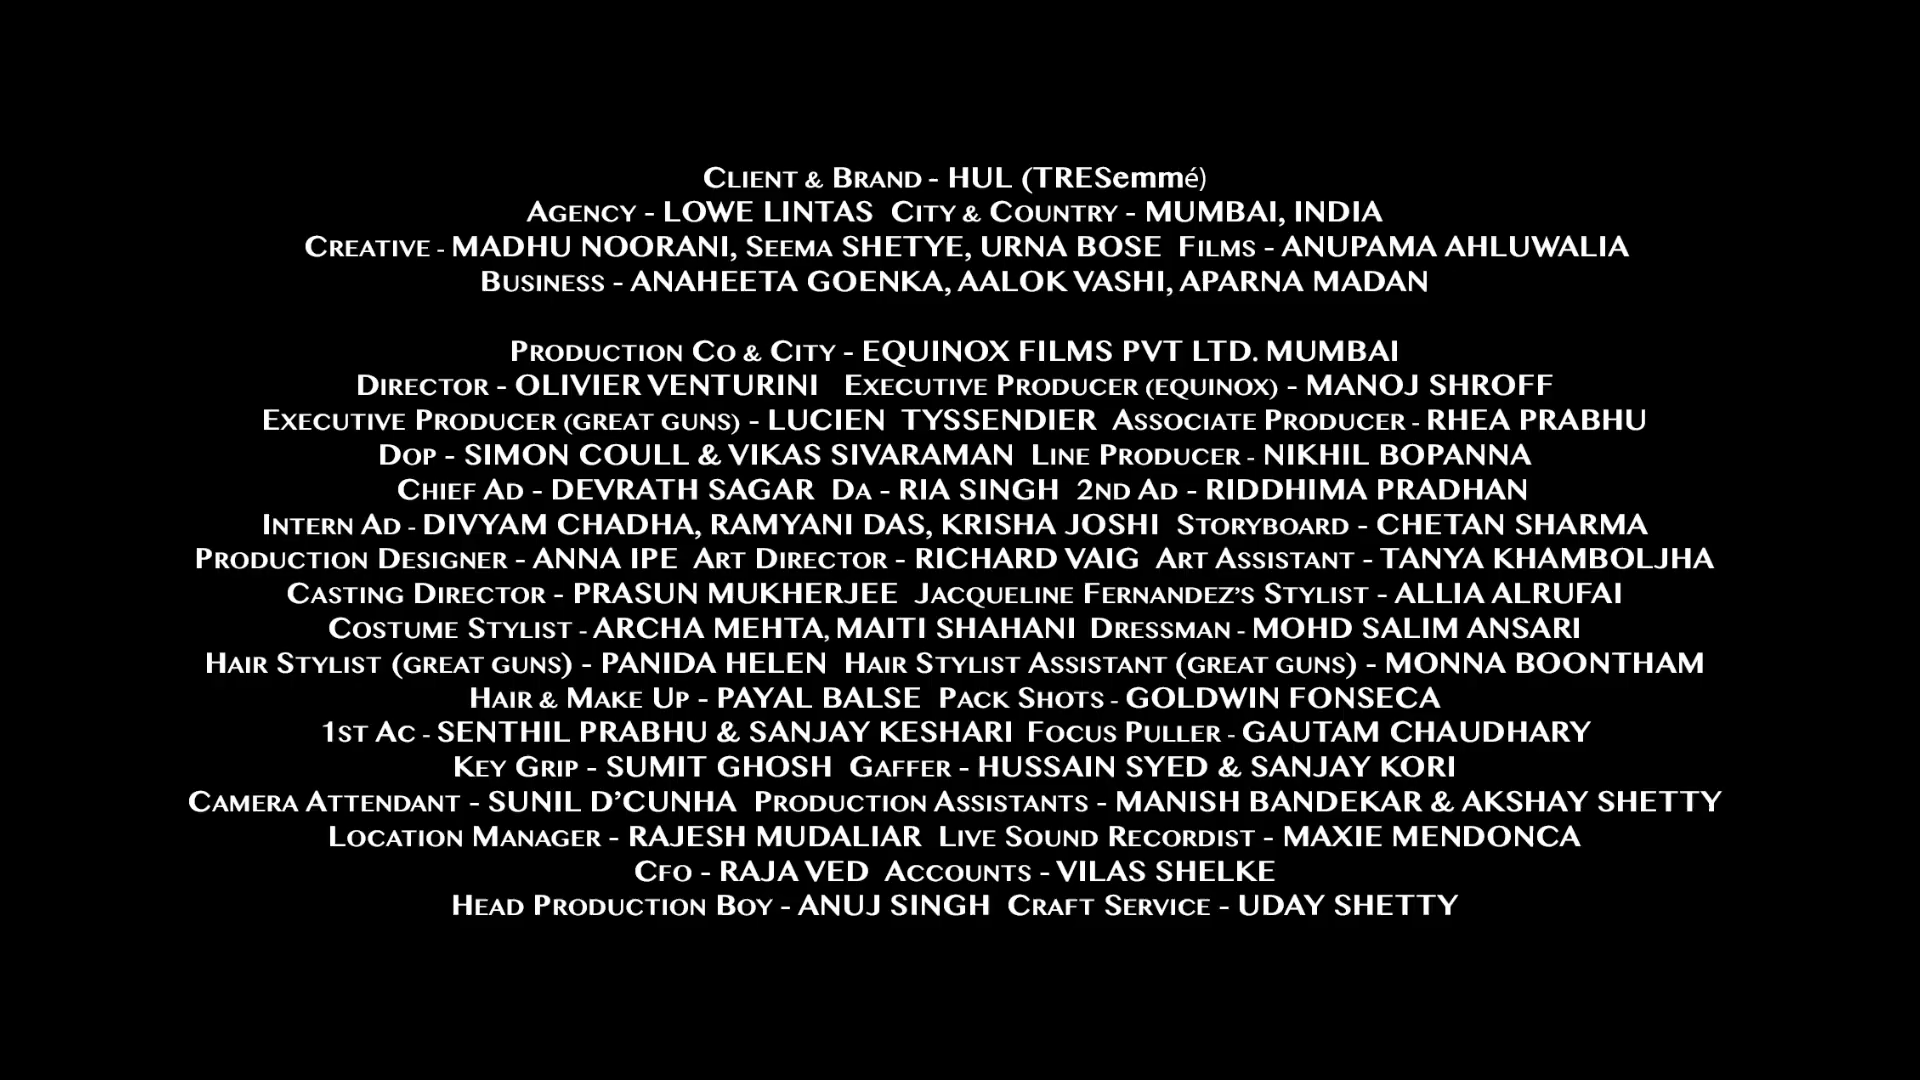 Client & Brand - HUL (TRESemmé)
Agency - LOWE LINTAS City & Country - MUMBAI, INDIA
Creative - MADHU NOORANI, Seema SHETYE, URNA BOSE Films - ANUPAMA AHLUWALIA
Business - ANAHEETA GOENKA, AALOK VASHI, APARNA MADAN
Production Co & City - EQUINOX FILMS PVT LTD. MUMBAI
Director - OLIVIER VENTURINI Executive Producer (equinox) - MANOJ SHROFF
Executive Producer (great guns) - LUCIEN TYSSENDIER Associate Producer - RHEA PRABHU
Dop - SIMON COULL & VIKAS SIVARAMAN Line Producer - NIKHIL BOPANNA
Chief Ad - DEVRATH SAGAR Da - RIA SINGH 2nd Ad - RIDDHIMA PRADHAN
Intern Ad - DIVYAM CHADHA, RAMYANI DAS, KRISHA JOSHI Storyboard - CHETAN SHARMA
Production Designer - ANNA IPE Art Director - RICHARD VAIG Art Assistant - TANYA KHAMBOLJHA
Casting Director - PRASUN MUKHERJEE Jacqueline Fernandez's Stylist - ALLIA ALRUFAI
Costume Stylist - ARCHA MEHTA, MAITI SHAHANI Dressman - MOHD SALIM ANSARI
Hair Stylist (great guns) - PANIDA HELEN Hair Stylist Assistant (great guns) - MONNA BOONTHAM
Hair & Make Up - PAYAL BALSE Pack Shots - GOLDWIN FONSECA
1st Ac - SENTHIL PRABHU & SANJAY KESHARI Focus Puller - GAUTAM CHAUDHARY
Key Grip - SUMIT GHOSH Gaffer - HUSSAIN SYED & SANJAY KORI
Camera Attendant - SUNIL D'CUNHA Production Assistants - MANISH BANDEKAR & AKSHAY SHETTY
Location Manager - RAJESH MUDALIAR Live Sound Recordist - MAXIE MENDONCA
Cfo - RAJA VED Accounts - VILAS SHELKE
Head Production Boy - ANUJ SINGH Craft Service - UDAY SHETTY